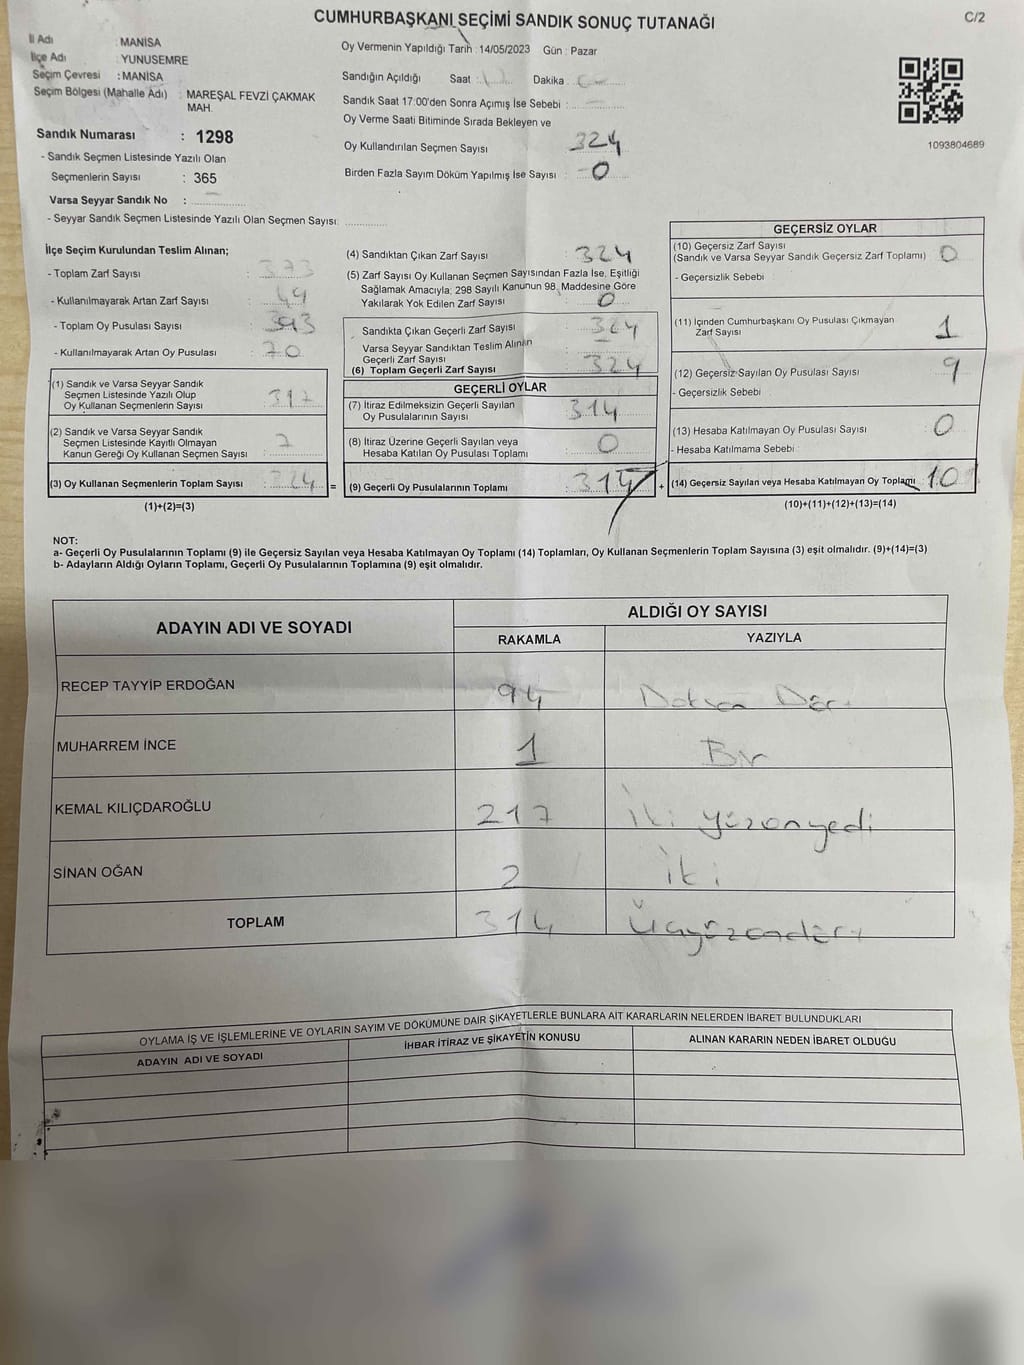 CUMHURBAŞKANI SEÇİMİ SANDIK SONUÇ TUTANAĞI
C/2
İl Adı : MANİSA
İlçe Adı : YUNUSEMRE
Seçim Çevresi : MANİSA
Seçim Bölgesi (Mahalle Adı) : MAREŞAL FEVZİ ÇAKMAK MAH.
Sandık Numarası : 1298
- Sandık Seçmen Listesinde Yazılı Olan
Seçmenlerin Sayısı : 365
Varsa Seyyar Sandık No :
- Seyyar Sandık Seçmen Listesinde Yazılı Olan Seçmen Sayısı:
Oy Vermenin Yapıldığı Tarih : 14/05/2023 Gün : Pazar
Sandığın Açıldığı Saat : Dakika :
Sandık Saat 17:00'den Sonra Açımış İse Sebebi :
Oy Verme Saati Bitiminde Sırada Bekleyen ve
Oy Kullandırılan Seçmen Sayısı 324
Birden Fazla Sayım Döküm Yapılmış İse Sayısı : 0
1093804689
İlçe Seçim Kurulundan Teslim Alınan;
- Toplam Zarf Sayısı : 373
- Kullanılmayarak Artan Zarf Sayısı : 49
- Toplam Oy Pusulası Sayısı : 393
- Kullanılmayarak Artan Oy Pusulası : 70
(1) Sandık ve Varsa Seyyar Sandık
Seçmen Listesinde Yazılı Olup
Oy Kullanan Seçmenlerin Sayısı : 317
(2) Sandık ve Varsa Seyyar Sandık
Seçmen Listesinde Kayıtlı Olmayan
Kanun Gereği Oy Kullanan Seçmen Sayısı : 7
(3) Oy Kullanan Seçmenlerin Toplam Sayısı : 324 =
(1)+(2)=(3)
(4) Sandıktan Çıkan Zarf Sayısı : 324
(5) Zarf Sayısı Oy Kullanan Seçmen Sayısından Fazla İse, Eşitliği
Sağlamak Amacıyla; 298 Sayılı Kanunun 98. Maddesine Göre
Yakılarak Yok Edilen Zarf Sayısı : 0
Sandıkta Çıkan Geçerli Zarf Sayısı : 324
Varsa Seyyar Sandıktan Teslim Alınan
Geçerli Zarf Sayısı
(6) Toplam Geçerli Zarf Sayısı : 324
GEÇERLİ OYLAR
(7) İtiraz Edilmeksizin Geçerli Sayılan
Oy Pusulalarının Sayısı : 314
(8) İtiraz Üzerine Geçerli Sayılan veya
Hesaba Katılan Oy Pusulası Toplamı : 0
(9) Geçerli Oy Pusulalarının Toplamı : 314 +
GEÇERSİZ OYLAR
(10) Geçersiz Zarf Sayısı
(Sandık ve Varsa Seyyar Sandık Geçersiz Zarf Toplamı) : 0
- Geçersizlik Sebebi
(11) İçinden Cumhurbaşkanı Oy Pusulası Çıkmayan
Zarf Sayısı 1
(12) Geçersiz Sayılan Oy Pusulası Sayısı : 9
- Geçersizlik Sebebi
(13) Hesaba Katılmayan Oy Pusulası Sayısı : 0
- Hesaba Katılmama Sebebi
(14) Geçersiz Sayılan veya Hesaba Katılmayan Oy Toplamı : 10
(10)+(11)+(12)+(13)=(14)
NOT:
a- Geçerli Oy Pusulalarının Toplamı (9) ile Geçersiz Sayılan veya Hesaba Katılmayan Oy Toplamı (14) Toplamları, Oy Kullanan Seçmenlerin Toplam Sayısına (3) eşit olmalıdır. (9)+(14)=(3)
b- Adayların Aldığı Oyların Toplamı, Geçerli Oy Pusulalarının Toplamına (9) eşit olmalıdır.
ADAYIN ADI VE SOYADI
ALDIĞI OY SAYISI
RAKAMLA YAZIYLA
RECEP TAYYİP ERDOĞAN 94 Doksan Dört
MUHARREM İNCE 1 Bir
KEMAL KILIÇDAROĞLU 217 İki yüzonyedi
SİNAN OĞAN 2 İki
TOPLAM 314 Üçyüzondört
OYLAMA İŞ VE İŞLEMLERİNE VE OYLARIN SAYIM VE DÖKÜMÜNE DAİR ŞİKAYETLERLE BUNLARA AİT KARARLARIN NELERDEN İBARET BULUNDUKLARI
ADAYIN ADI VE SOYADI İHBAR İTİRAZ VE ŞİKAYETİN KONUSU ALINAN KARARIN NEDEN İBARET OLDUĞU